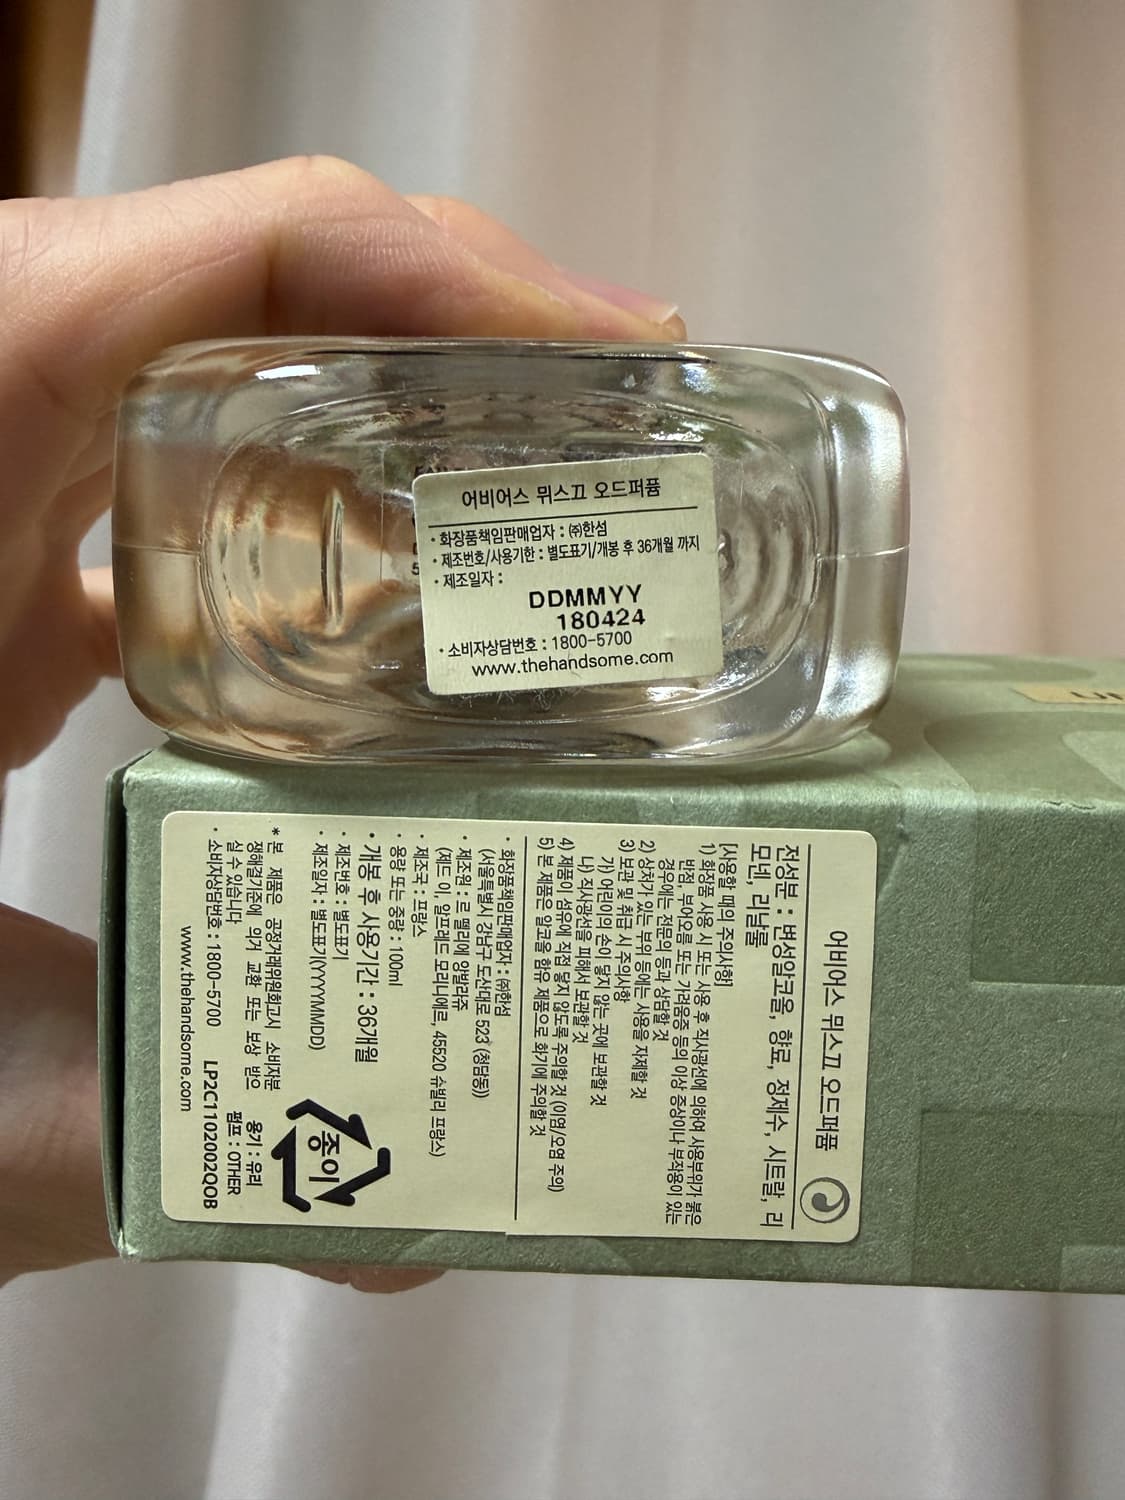 어비어스 뮈스끄 오드퍼퓸
· 화장품책임판매업자 : ㈜한섬
· 제조번호/사용기한 : 별도표기/개봉 후 36개월 까지
· 제조일자 :
DDMMYY
180424
· 소비자상담번호 : 1800-5700
www.thehandsome.com
어비어스 뮈스끄 오드퍼퓸
전성분 : 변성알코올, 향료, 정제수, 시트랄, 리
모넨, 리날룰
[사용할 때의 주의사항]
1) 화장품 사용 시 또는 사용 후 직사광선에 의하여 사용부위가 붉은
반점, 부어오름 또는 가려움증 등의 이상 증상이나 부작용이 있는
경우에는 전문의 등과 상담할 것
2) 상처가 있는 부위 등에는 사용을 자제할 것
3) 보관 및 취급 시 주의사항
가) 어린이의 손이 닿지 않는 곳에 보관할 것
나) 직사광선을 피해서 보관할 것
4) 제품이 섬유에 직접 닿지 않도록 주의할 것 (이염/오염 주의)
5) 본 제품은 알코올 함유 제품으로 화기에 주의할 것
· 화장품책임판매업자 : ㈜한섬
(서울특별시 강남구 도산대로 523 (청담동))
· 제조원 : 르 펠리에 앙발라쥬
(제드 이, 알프레드 모리니에르, 45520 슈빌리 프랑스)
· 제조국 : 프랑스
· 용량 또는 중량 : 100ml
· 개봉 후 사용기간 : 36개월
· 제조번호 : 별도표기
· 제조일자 : 별도표기(YYYYMMDD)
* 본 제품은 공정거래위원회고시 소비자분
쟁해결기준에 의거 교환 또는 보상 받으
실 수 있습니다
· 소비자상담번호 : 1800-5700
www.thehandsome.com
종이
용기 : 유리
펌프 : OTHER
LP2C1102002QOB